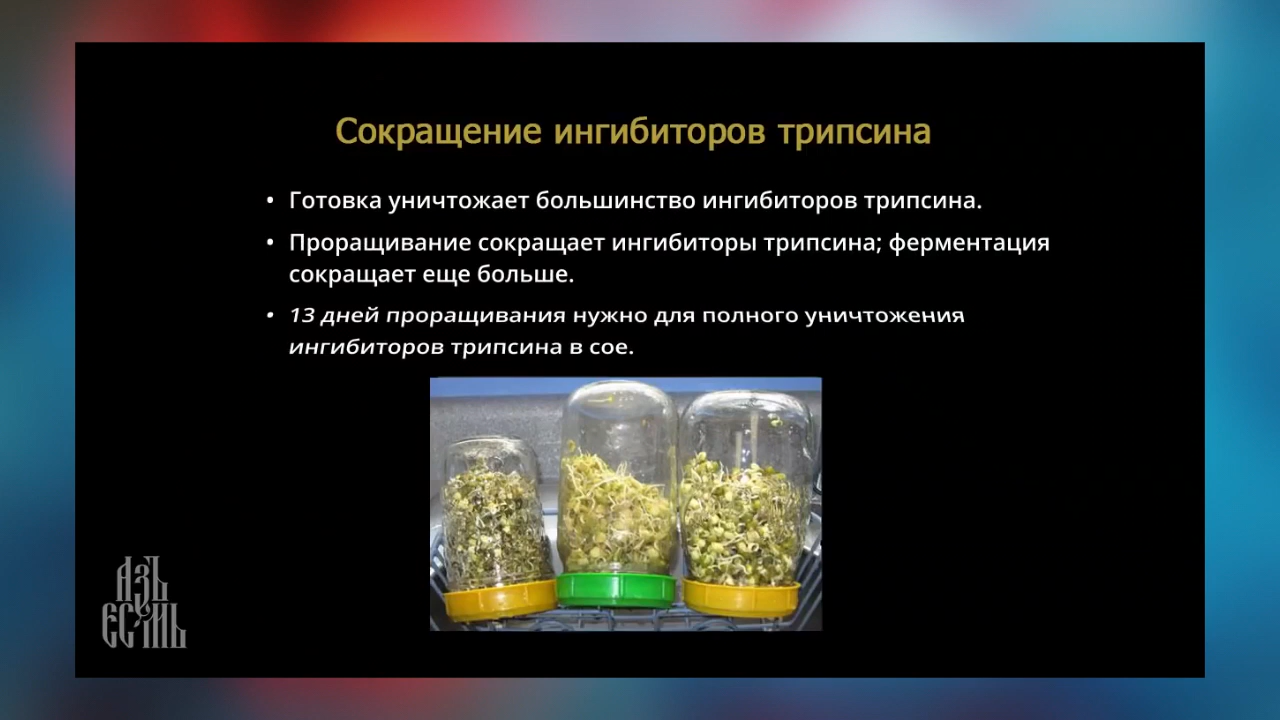 Сокращение ингибиторов трипсина
• Готовка уничтожает большинство ингибиторов трипсина.
• Проращивание сокращает ингибиторы трипсина; ферментация
сокращает еще больше.
• 13 дней проращивания нужно для полного уничтожения
ингибиторов трипсина в сое.
АЗЪ
ЕСМЬ